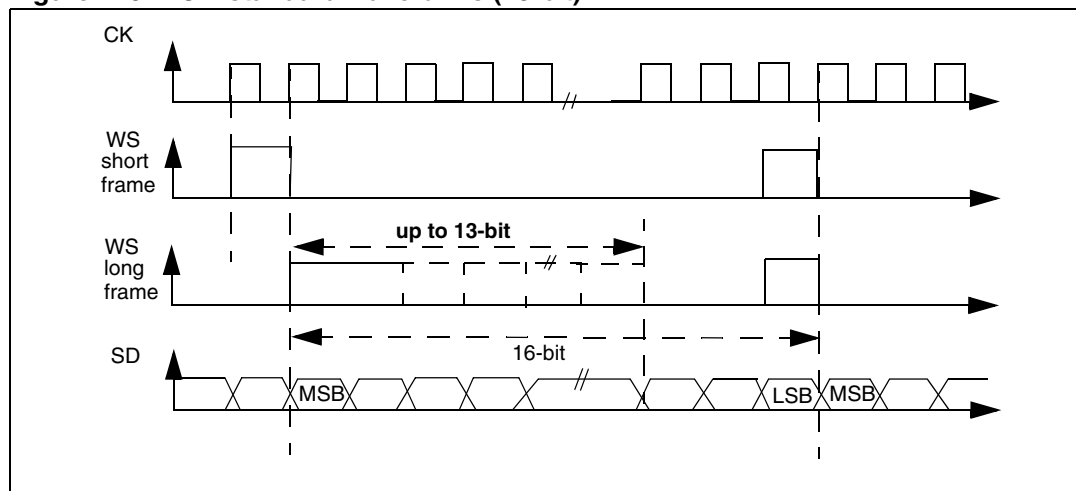 CK
WS
short
frame
up to 13-bit
WS
long
frame
16-bit
SD
MSB
LSB
MSB